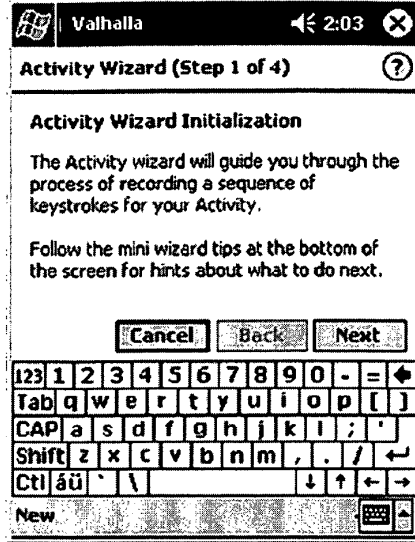 Valhalla 2:03
Activity Wizard (Step 1 of 4) ?
Activity Wizard Initialization
The Activity wizard will guide you through the
process of recording a sequence of
keystrokes for your Activity.
Follow the mini wizard tips at the bottom of
the screen for hints about what to do next.
Cancel Back Next
123 1 2 3 4 5 6 7 8 9 0 - = ←
Tab q w e r t y u i o p [ ]
CAP a s d f g h j k l ; '
Shift z x c v b n m , . / ↵
Ctl áü ` \ ↓ ↑ ← →
New